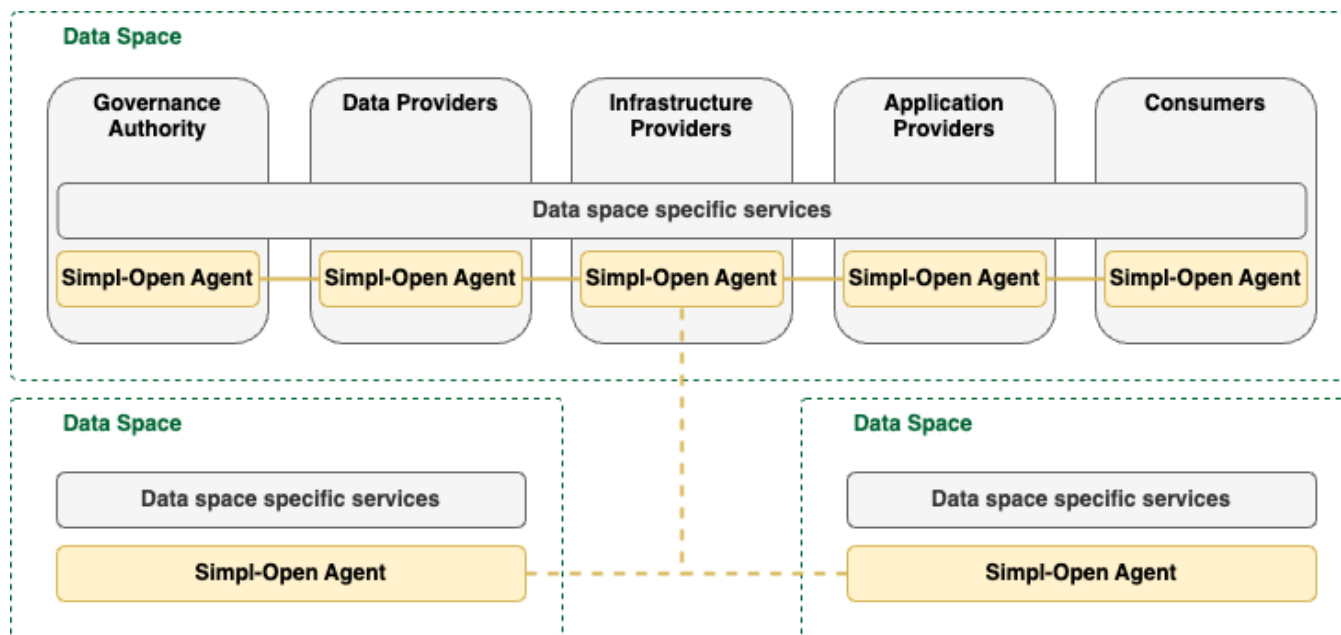 Data Space
Governance
Authority
Data Providers
Infrastructure
Providers
Application
Providers
Consumers
Data space specific services
Simpl-Open Agent
Simpl-Open Agent
Simpl-Open Agent
Simpl-Open Agent
Simpl-Open Agent
Data Space
Data space specific services
Simpl-Open Agent
Data Space
Data space specific services
Simpl-Open Agent